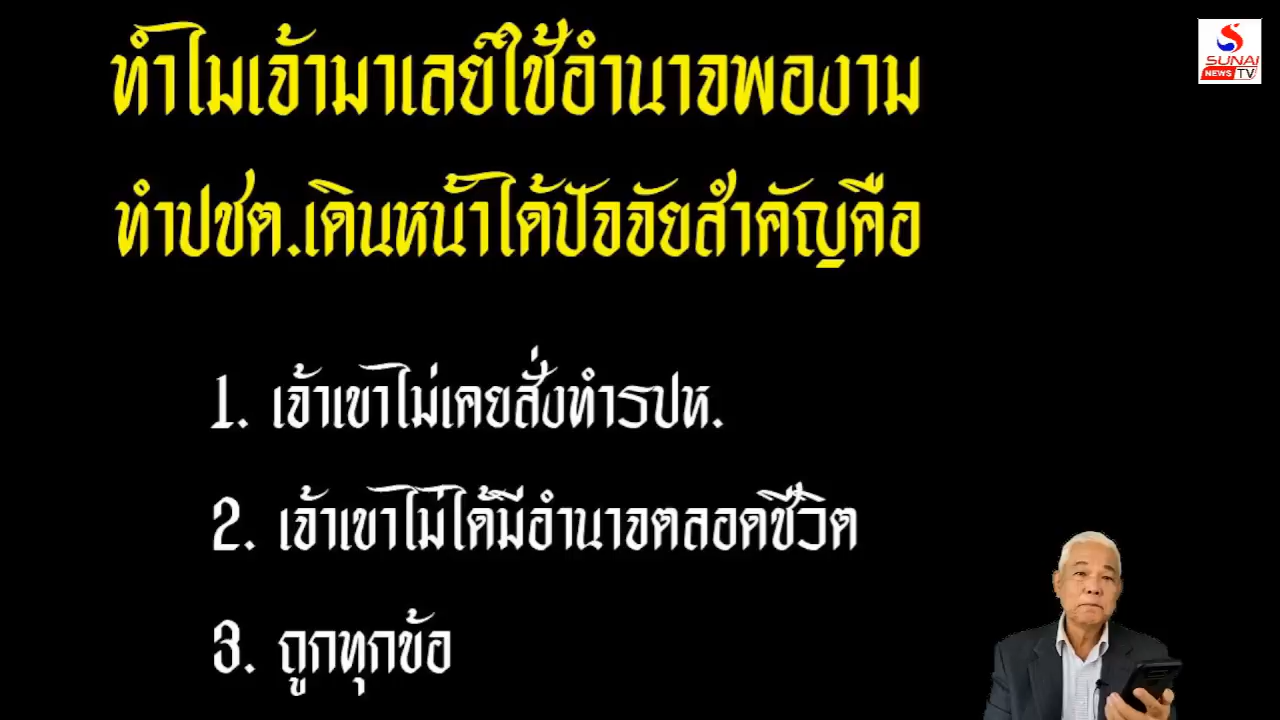 ทำไมเจ้ามาเลย์ใช้อำนาจพองาม
ทำปชต.เดินหน้าได้ปัจจัยสำคัญคือ
1. เจ้าเขาไม่เคยสั่งทำรปห.
2. เจ้าเขาไม่ได้มีอำนาจตลอดชีวิต
3. ถูกทุกข้อ
SUNAI
NEWS TV